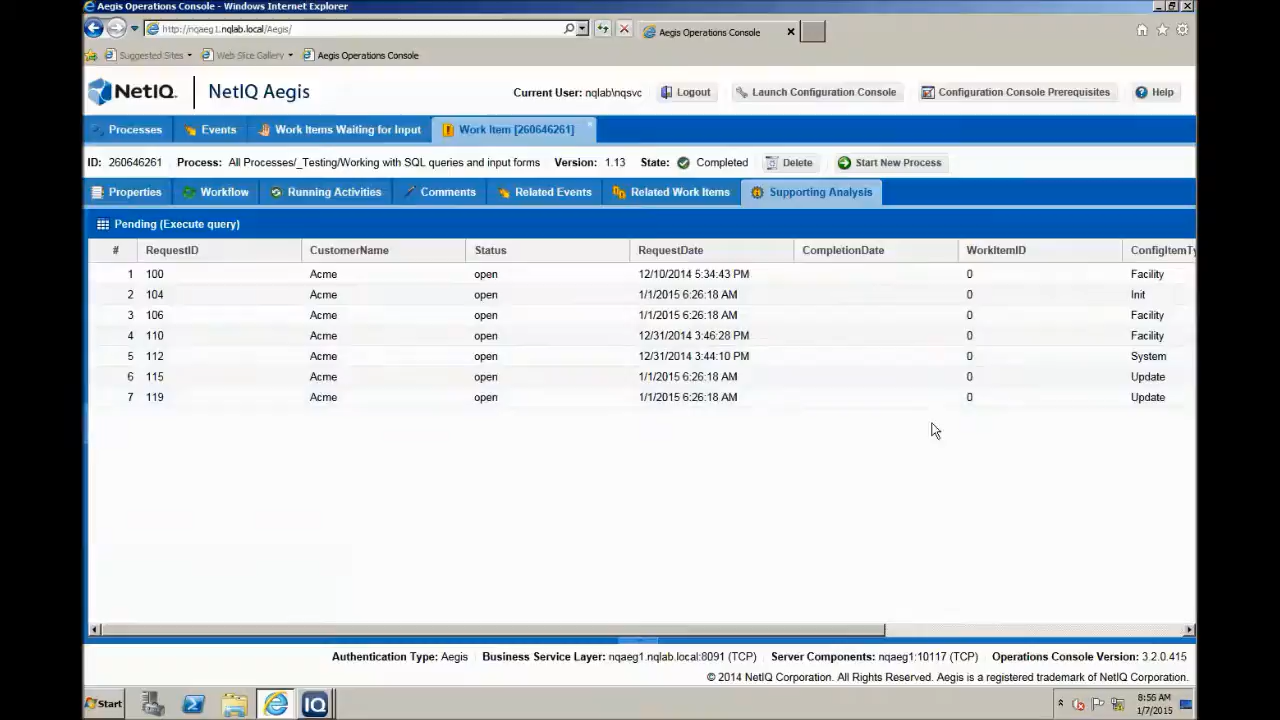 Aegis Operations Console - Windows Internet Explorer
http://nqaeg1.nqlab.local/Aegis/
Aegis Operations Console
Suggested Sites
Web Slice Gallery
Aegis Operations Console
NetIQ.
NetIQ Aegis
Current User: nqlab\nqsvc
Logout
Launch Configuration Console
Configuration Console Prerequisites
Help
Processes
Events
Work Items Waiting for Input
Work Item [260646261]
ID: 260646261 Process: All Processes/_Testing/Working with SQL queries and input forms Version: 1.13 State: Completed Delete Start New Process
Properties
Workflow
Running Activities
Comments
Related Events
Related Work Items
Supporting Analysis
Pending (Execute query)
# RequestID CustomerName Status RequestDate CompletionDate WorkItemID ConfigItemTy
1 100 Acme open 12/10/2014 5:34:43 PM 0 Facility
2 104 Acme open 1/1/2015 6:26:18 AM 0 Init
3 106 Acme open 1/1/2015 6:26:18 AM 0 Facility
4 110 Acme open 12/31/2014 3:46:28 PM 0 Facility
5 112 Acme open 12/31/2014 3:44:10 PM 0 System
6 115 Acme open 1/1/2015 6:26:18 AM 0 Update
7 119 Acme open 1/1/2015 6:26:18 AM 0 Update
Authentication Type: Aegis Business Service Layer: nqaeg1.nqlab.local:8091 (TCP) Server Components: nqaeg1:10117 (TCP) Operations Console Version: 3.2.0.415
© 2014 NetIQ Corporation. All Rights Reserved. Aegis is a registered trademark of NetIQ Corporation.
Start
IQ
8:55 AM
1/7/2015